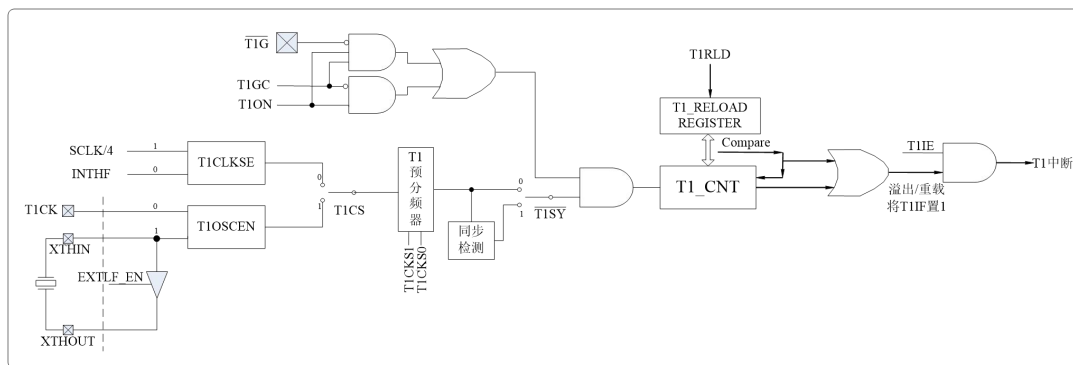 T1G
T1GC
T1ON
SCLK/4
1
INTHF
0
T1CLKSE
T1CK
0
XTHIN
1
T1OSCEN
EXTLF_EN
XTHOUT
0
1
T1CS
T1
预
分
频
器
T1CKS1
T1CKS0
同步
检测
0
1
T1SY
T1RLD
T1_RELOAD
REGISTER
Compare
T1_CNT
T1IE
溢出/重载
将T1IF置1
T1中断